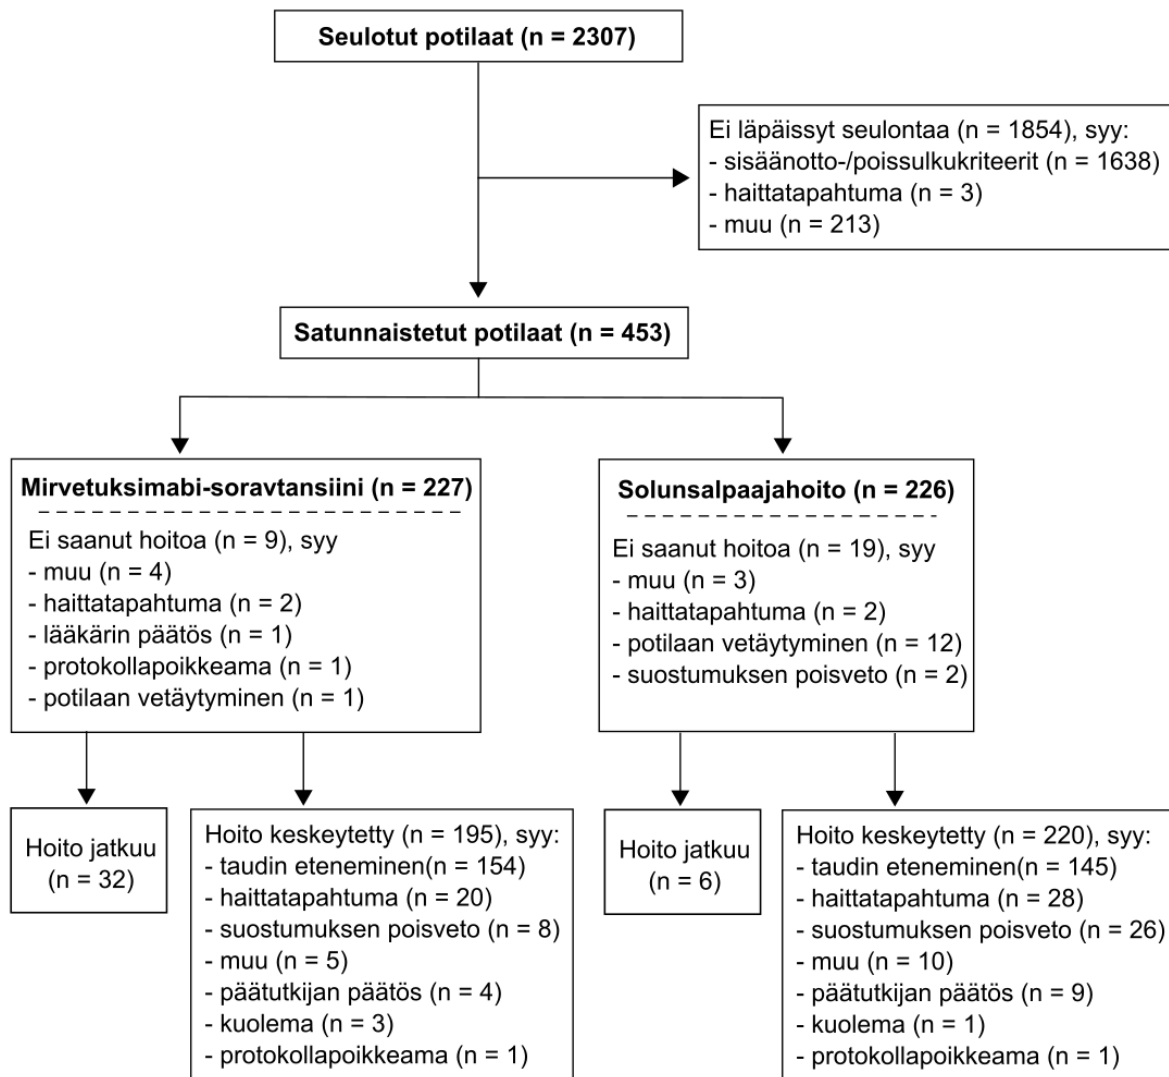 Seulotut potilaat (n = 2307)
Ei läpäissyt seulontaa (n = 1854), syy:
- sisäänotto-/poissulkukriteerit (n = 1638)
- haittatapahtuma (n = 3)
- muu (n = 213)
Satunnaistetut potilaat (n = 453)
Mirvetuksimabi-soravtansiini (n = 227)
Ei saanut hoitoa (n = 9), syy
- muu (n = 4)
- haittatapahtuma (n = 2)
- lääkärin päätös (n = 1)
- protokollapoikkeama (n = 1)
- potilaan vetäytyminen (n = 1)
Solunsalpaajahoito (n = 226)
Ei saanut hoitoa (n = 19), syy
- muu (n = 3)
- haittatapahtuma (n = 2)
- potilaan vetäytyminen (n = 12)
- suostumuksen poisveto (n = 2)
Hoito jatkuu
(n = 32)
Hoito keskeytetty (n = 195), syy:
- taudin eteneminen(n = 154)
- haittatapahtuma (n = 20)
- suostumuksen poisveto (n = 8)
- muu (n = 5)
- päätutkijan päätös (n = 4)
- kuolema (n = 3)
- protokollapoikkeama (n = 1)
Hoito jatkuu
(n = 6)
Hoito keskeytetty (n = 220), syy:
- taudin eteneminen(n = 145)
- haittatapahtuma (n = 28)
- suostumuksen poisveto (n = 26)
- muu (n = 10)
- päätutkijan päätös (n = 9)
- kuolema (n = 1)
- protokollapoikkeama (n = 1)